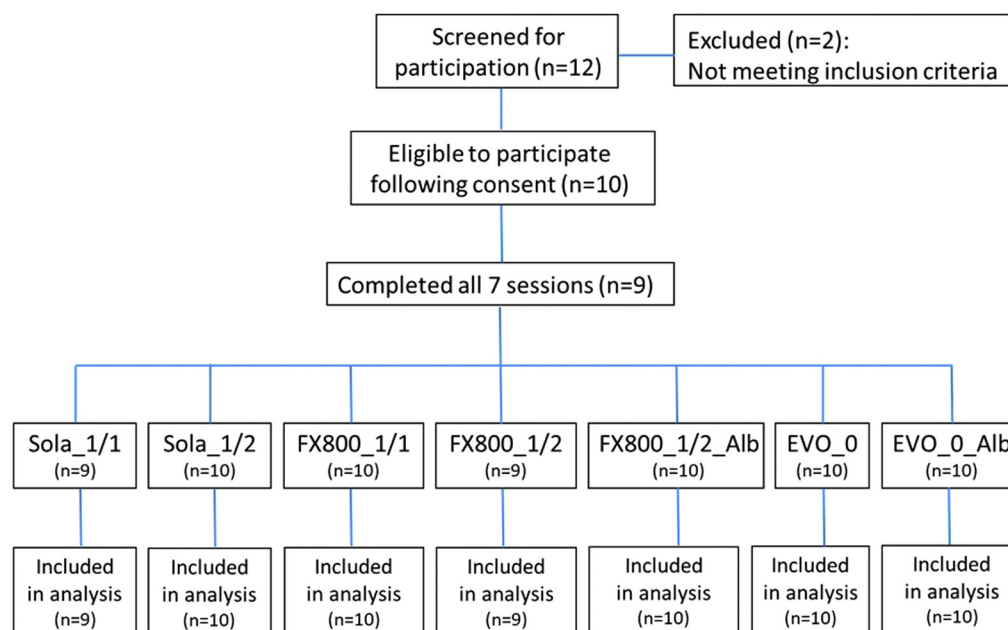 Screened for
participation (n=12)
Excluded (n=2):
Not meeting inclusion criteria
Eligible to participate
following consent (n=10)
Completed all 7 sessions (n=9)
Sola_1/1
(n=9)
Sola_1/2
(n=10)
FX800_1/1
(n=10)
FX800_1/2
(n=9)
FX800_1/2_Alb
(n=10)
EVO_0
(n=10)
EVO_0_Alb
(n=10)
Included
in analysis
(n=9)
Included
in analysis
(n=10)
Included
in analysis
(n=10)
Included
in analysis
(n=9)
Included
in analysis
(n=10)
Included
in analysis
(n=10)
Included
in analysis
(n=10)